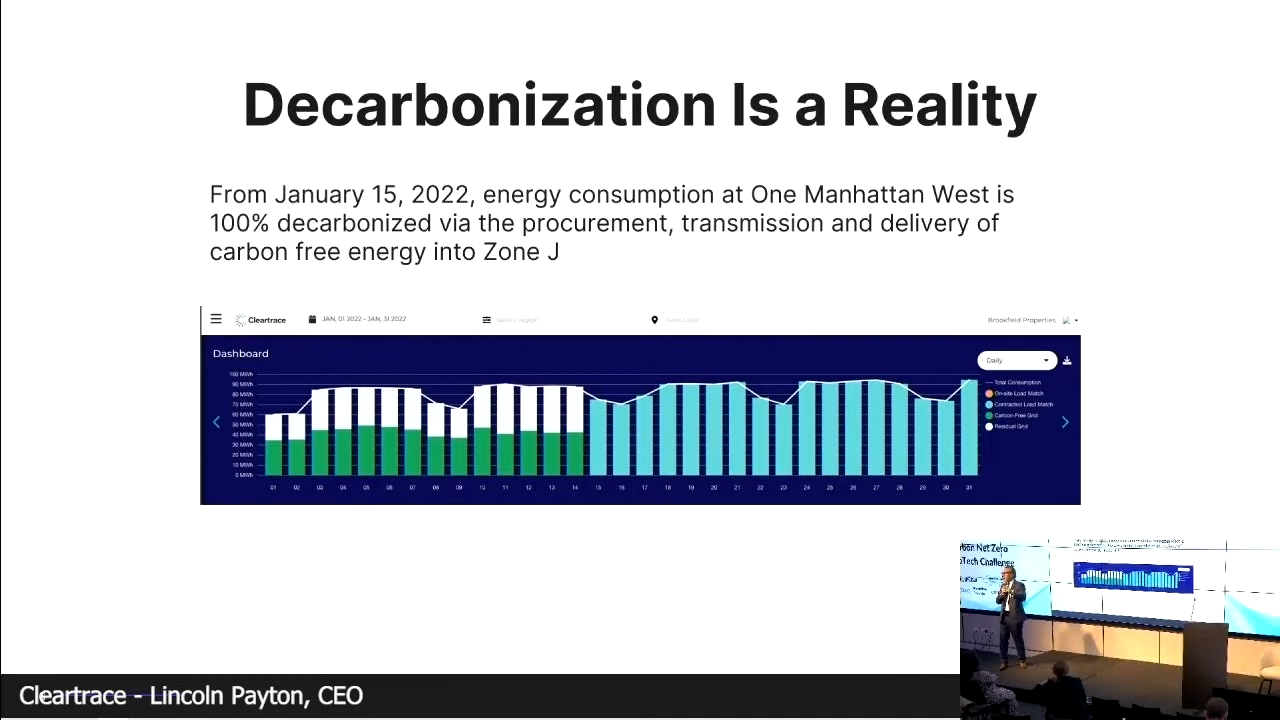 Decarbonization Is a Reality
From January 15, 2022, energy consumption at One Manhattan West is
100% decarbonized via the procurement, transmission and delivery of
carbon free energy into Zone J
Cleartrace
JAN, 01 2022 - JAN, 31 2022
Brookfield Properties
Dashboard
Daily
100 MWh
90 MWh
80 MWh
70 MWh
60 MWh
50 MWh
40 MWh
30 MWh
20 MWh
10 MWh
0 MWh
Total Consumption
On-site Load Match
Contracted Load Match
Carbon-Free Grid
Residual Grid
01 02 03 04 05 06 07 08 09 10 11 12 13 14 15 16 17 18 19 20 21 22 23 24 25 26 27 28 29 30 31
Net Zero
Tech Challenge
Cleartrace - Lincoln Payton, CEO